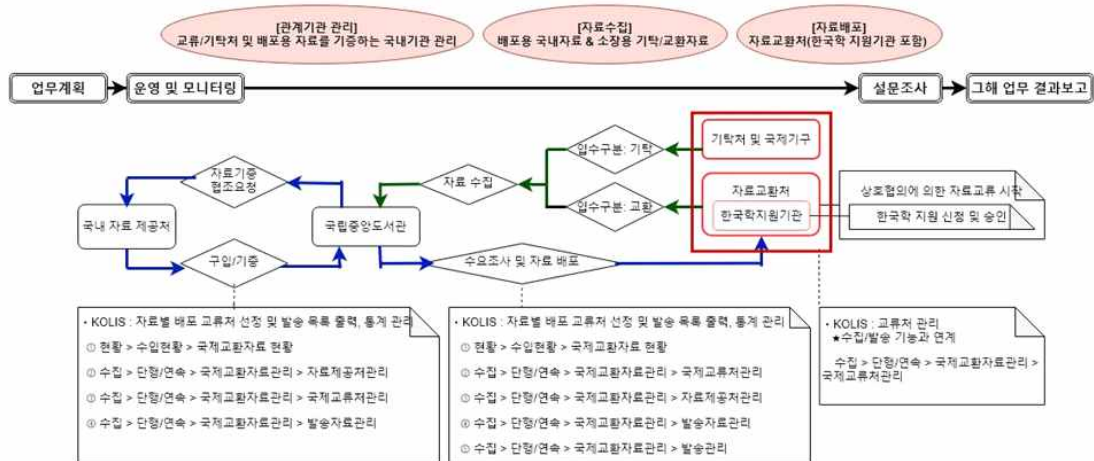 [관계기관 관리]
교류/기탁처 및 배포용 자료를 기증하는 국내기관 관리
[자료수집]
배포용 국내자료 & 소장용 기탁/교환자료
[자료배포]
자료교환처(한국학 지원기관 포함)
업무계획
운영 및 모니터링
설문조사
그해 업무 결과보고
기탁처 및 국제기구
입수구분: 기탁
자료기증
협조요청
자료 수집
자료교환처
한국학지원기관
상호협의에 의한 자료교류 시작
한국학 지원 신청 및 승인
국내 자료 제공처
국립중앙도서관
입수구분: 교환
구입/기증
수요조사 및 자료 배포
・KOLIS : 자료별 배포 교류처 선정 및 발송 목록 출력, 통계 관리
① 현황 > 수입현황 > 국제교환자료 현황
② 수집 > 단행/연속 > 국제교환자료관리 > 자료제공처관리
③ 수집 > 단행/연속 > 국제교환자료관리 > 국제교류처관리
④ 수집 > 단행/연속 > 국제교환자료관리 > 발송자료관리
・KOLIS : 자료별 배포 교류처 선정 및 발송 목록 출력, 통계 관리
① 현황 > 수입현황 > 국제교환자료 현황
② 수집 > 단행/연속 > 국제교환자료관리 > 국제교류처관리
③ 수집 > 단행/연속 > 국제교환자료관리 > 자료제공처관리
④ 수집 > 단행/연속 > 국제교환자료관리 > 발송자료관리
⑤ 수집 > 단행/연속 > 국제교환자료관리 > 발송관리
・KOLIS : 교류처 관리
★수집/발송 기능과 연계
수집 > 단행/연속 > 국제교환자료관리 >
국제교류처관리